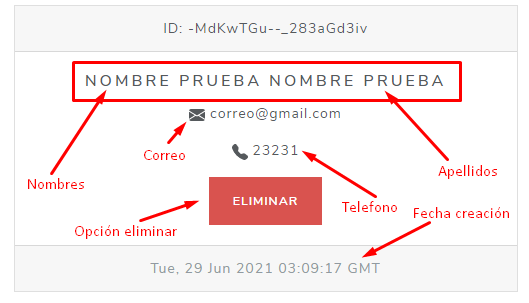 ID: -MdKwTGu--_283aGd3iv
NOMBRE PRUEBA NOMBRE PRUEBA
correo@gmail.com
Correo
23231
Apellidos
Nombres
ELIMINAR
Telefono
Fecha creación
Opción eliminar
Tue, 29 Jun 2021 03:09:17 GMT